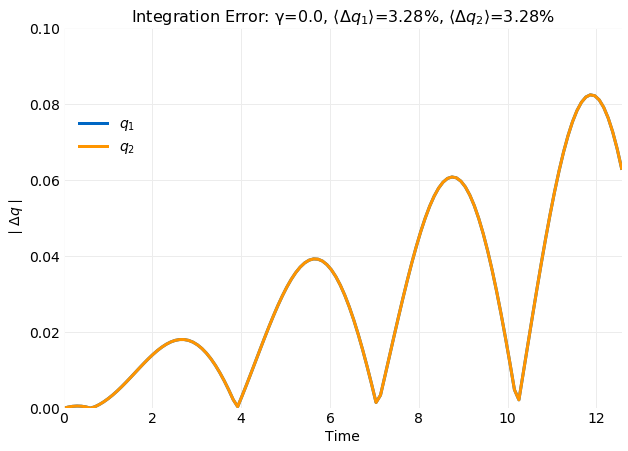 Integration Error: γ=0.0, ⟨Δq₁⟩=3.28%, ⟨Δq₂⟩=3.28%
0.10
0.08
0.06
0.04
0.02
0.00
| Δq |
q₁
q₂
0 2 4 6 8 10 12
Time